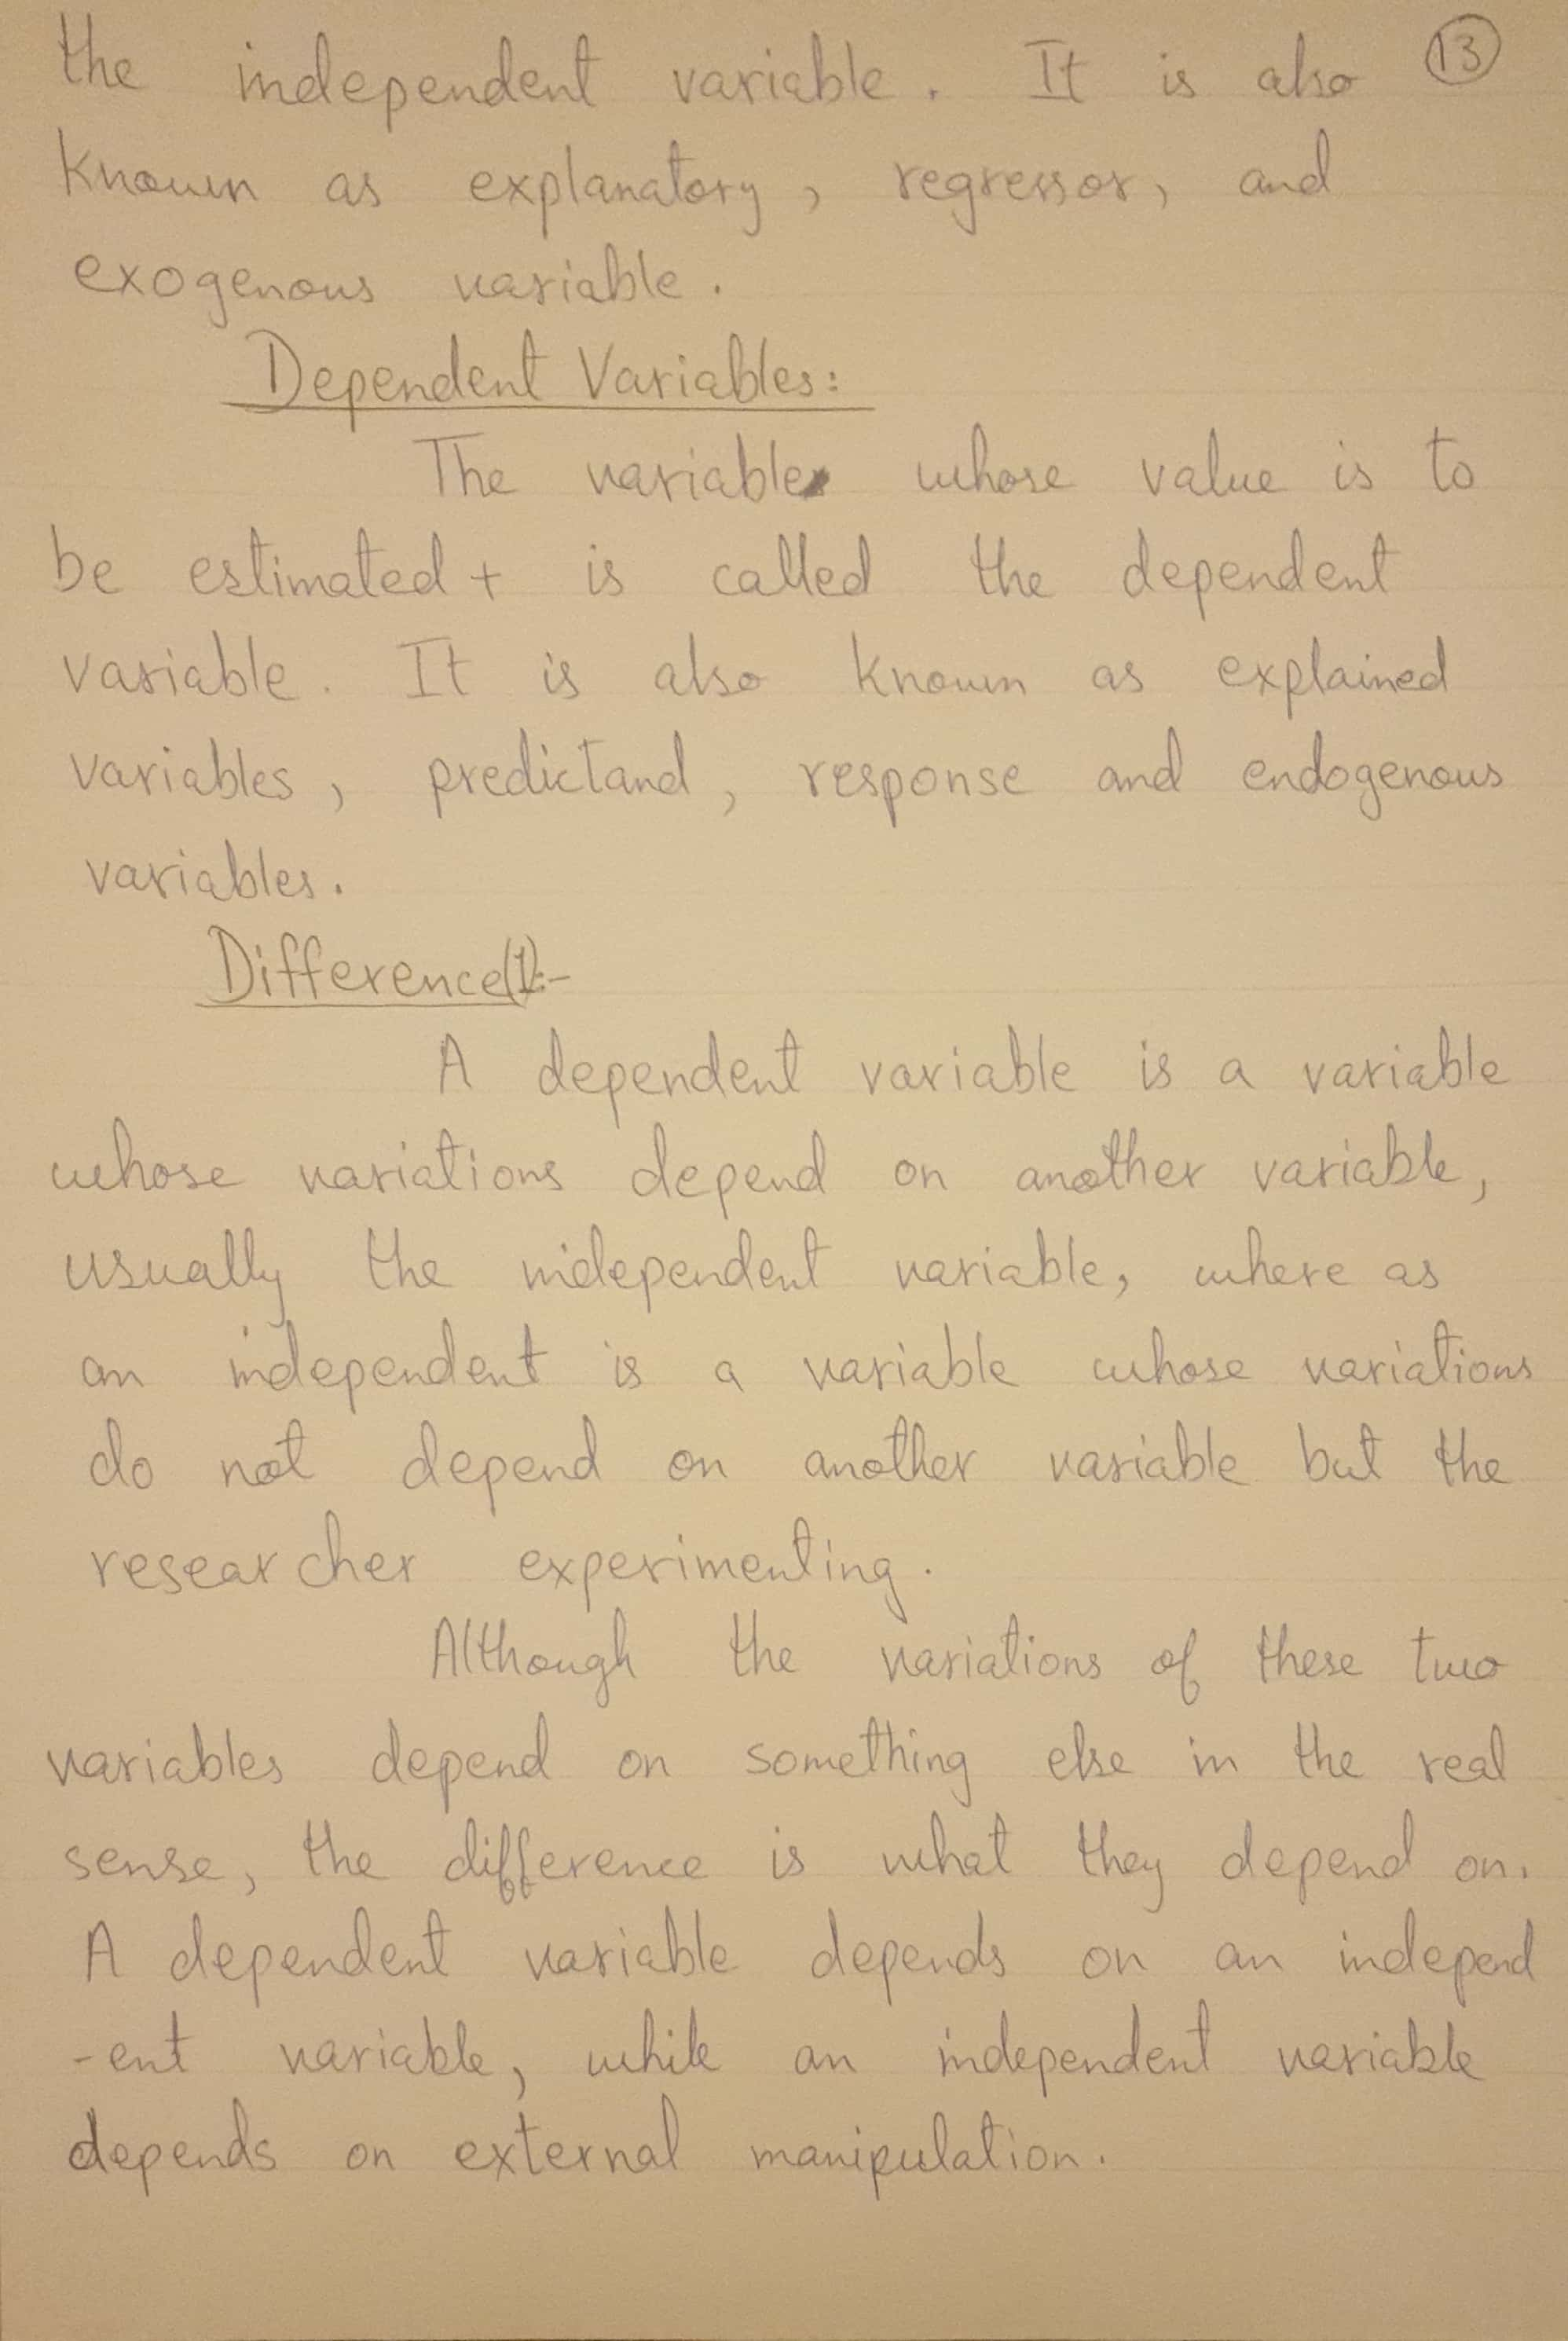 the independent variable. It is also 13
known as explanatory, regressor, and
exogenous variable.
Dependent Variables:
The variable whose value is to
be estimated + is called the dependent
variable. It is also known as explained
variables, predictand, response and endogenous
variables.
Difference(1):-
A dependent variable is a variable
whose variations depend on another variable,
usually the independent variable, where as
an independent is a variable whose variations
do not depend on another variable but the
researcher experimenting.
Although the variations of these two
variables depend on something else in the real
sense, the difference is what they depend on.
A dependent variable depends on an independ
-ent variable, while an independent variable
depends on external manipulation.